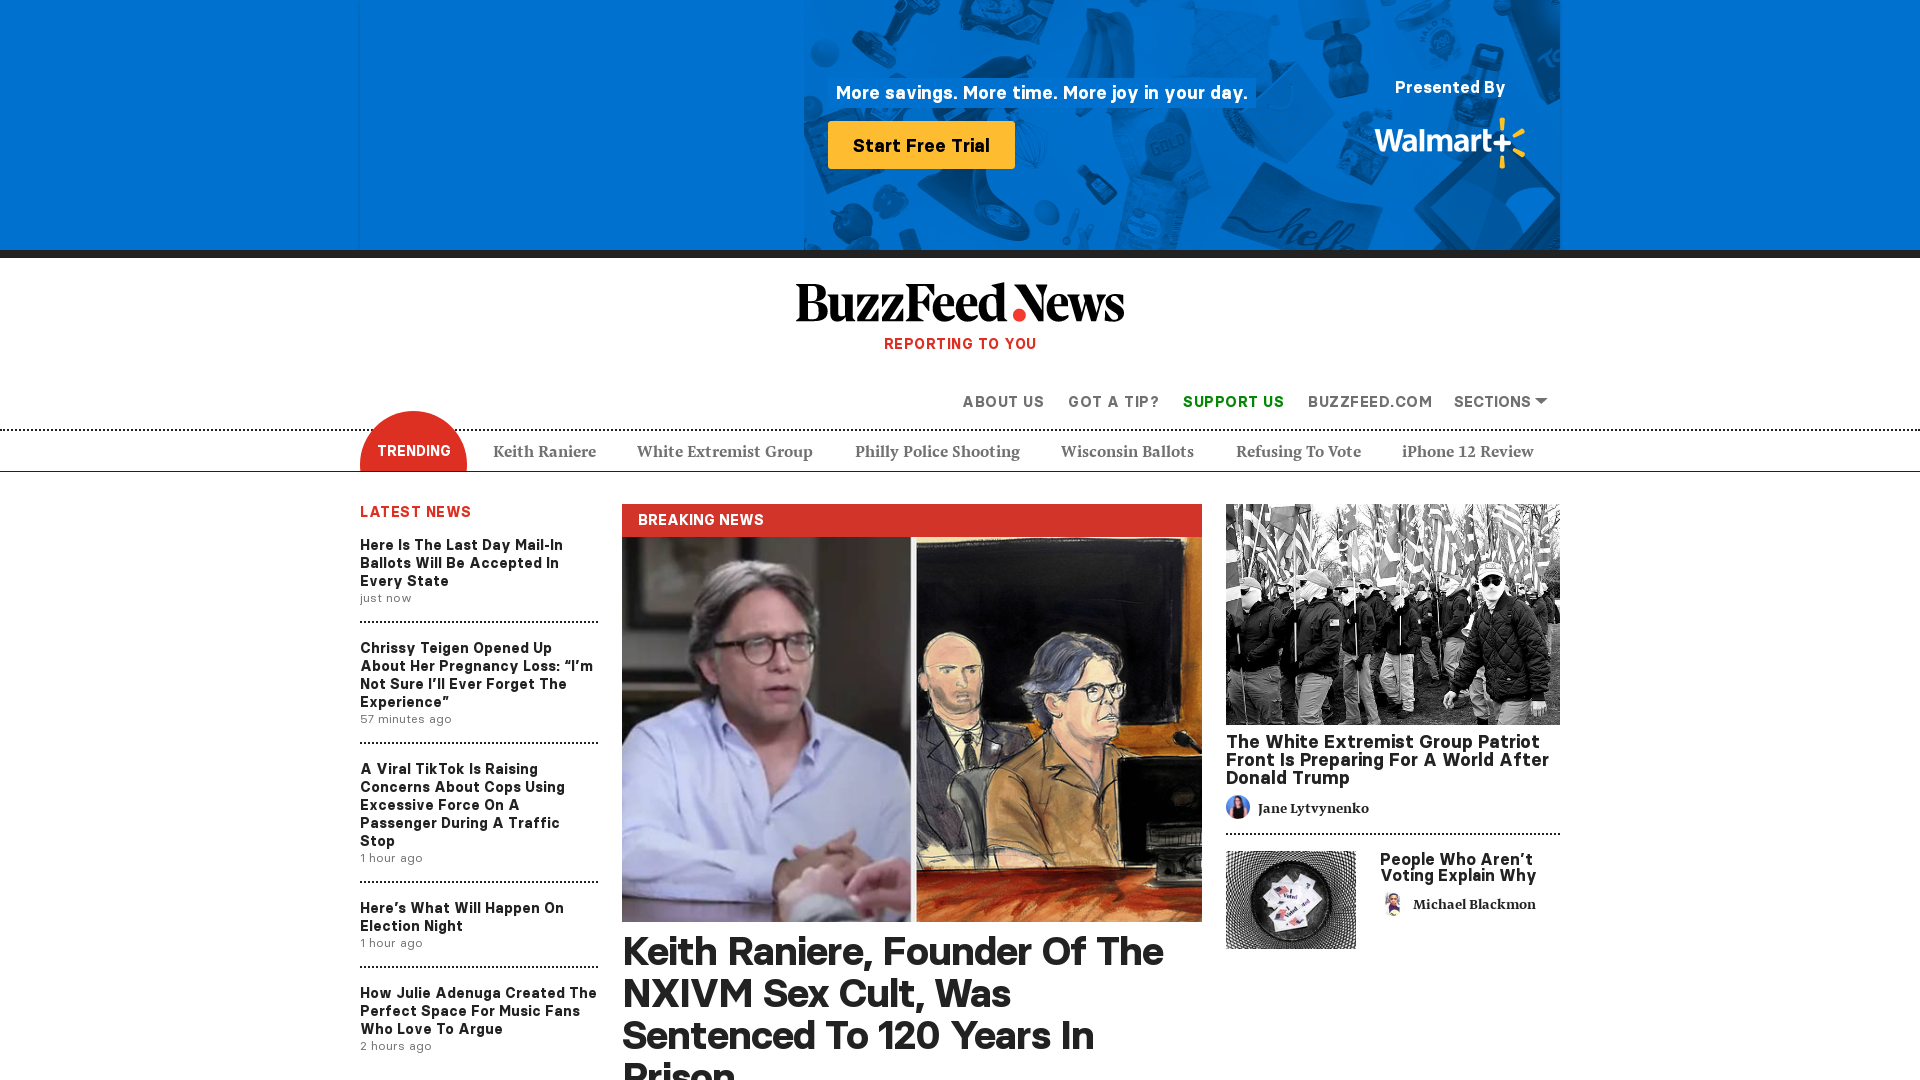 More savings. More time. More joy in your day.
Start Free Trial
Presented By
Walmart+
BuzzFeed News
REPORTING TO YOU
ABOUT US
GOT A TIP?
SUPPORT US
BUZZFEED.COM
SECTIONS
TRENDING
Keith Raniere
White Extremist Group
Philly Police Shooting
Wisconsin Ballots
Refusing To Vote
iPhone 12 Review
LATEST NEWS
Here Is The Last Day Mail-In
Ballots Will Be Accepted In
Every State
just now
Chrissy Teigen Opened Up
About Her Pregnancy Loss: “I’m
Not Sure I’ll Ever Forget The
Experience”
57 minutes ago
A Viral TikTok Is Raising
Concerns About Cops Using
Excessive Force On A
Passenger During A Traffic
Stop
1 hour ago
Here’s What Will Happen On
Election Night
1 hour ago
How Julie Adenuga Created The
Perfect Space For Music Fans
Who Love To Argue
2 hours ago
BREAKING NEWS
Keith Raniere, Founder Of The
NXIVM Sex Cult, Was
Sentenced To 120 Years In
Prison
The White Extremist Group Patriot
Front Is Preparing For A World After
Donald Trump
Jane Lytvynenko
People Who Aren’t
Voting Explain Why
Michael Blackmon
hello
GOLD